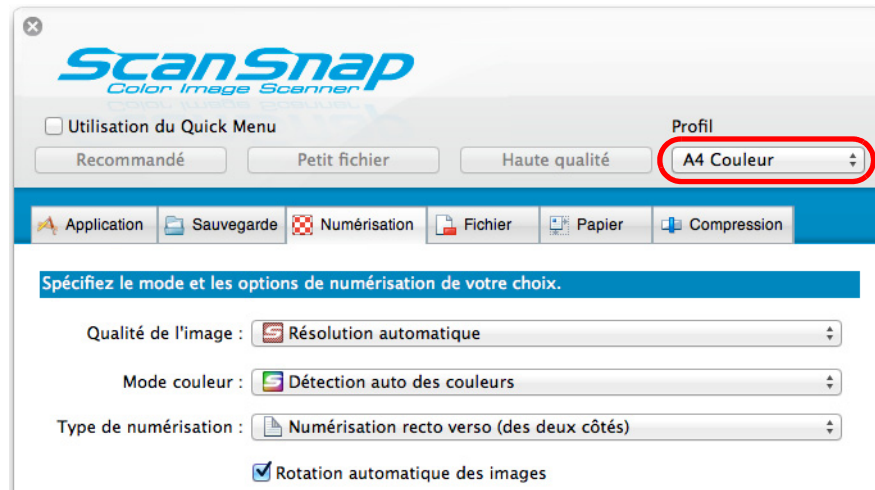 ScanSnap
Color Image Scanner
Utilisation du Quick Menu
Profil
Recommandé
Petit fichier
Haute qualité
A4 Couleur
Application
Sauvegarde
Numérisation
Fichier
Papier
Compression
Spécifiez le mode et les options de numérisation de votre choix.
Qualité de l'image : Résolution automatique
Mode couleur : Détection auto des couleurs
Type de numérisation : Numérisation recto verso (des deux côtés)
Rotation automatique des images